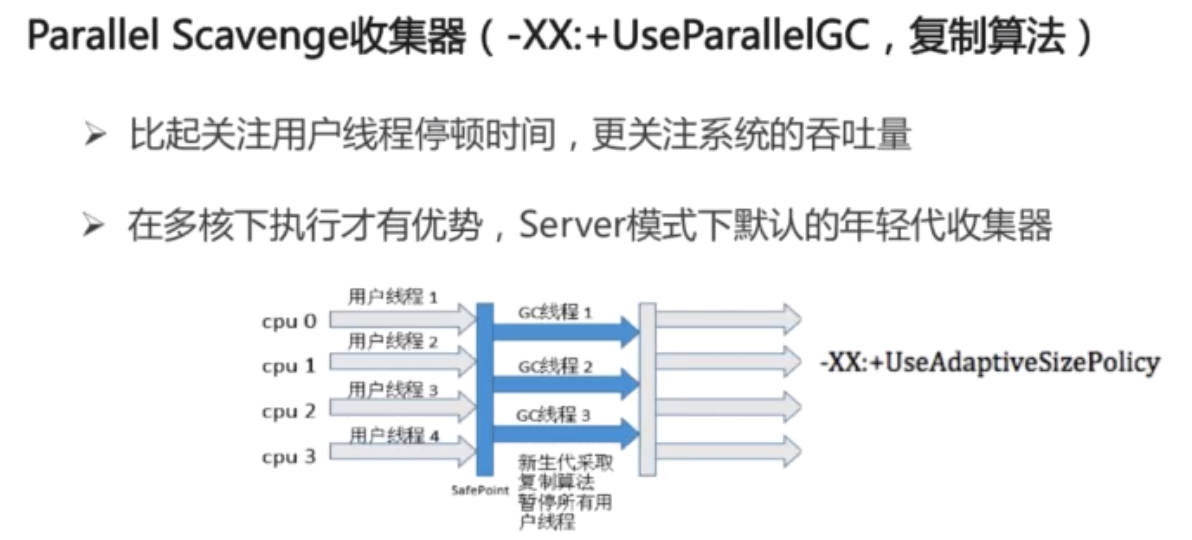 Parallel Scavenge收集器（-XX:+UseParallelGC，复制算法）
比起关注用户线程停顿时间，更关注系统的吞吐量
在多核下执行才有优势，Server模式下默认的年轻代收集器
cpu 0
用户线程 1
GC线程 1
cpu 1
用户线程 2
GC线程 2
-XX:+UseAdaptiveSizePolicy
cpu 2
用户线程 3
GC线程 3
cpu 3
用户线程 4
SafePoint
新生代采取
复制算法
暂停所有用
户线程